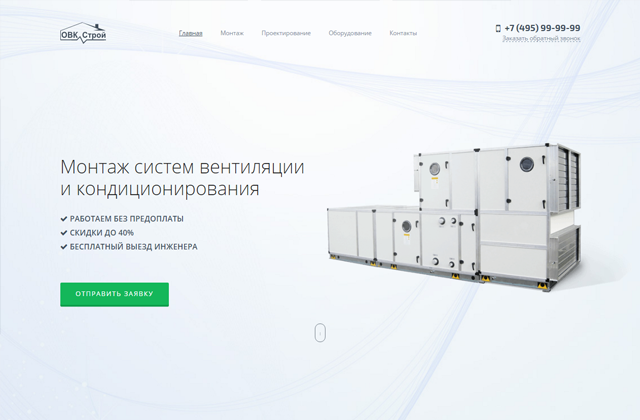 ОВК Строй
Главная
Монтаж
Проектирование
Оборудование
Контакты
+7 (495) 99-99-99
Заказать обратный звонок
Монтаж систем вентиляции
и кондиционирования
РАБОТАЕМ БЕЗ ПРЕДОПЛАТЫ
СКИДКИ ДО 40%
БЕСПЛАТНЫЙ ВЫЕЗД ИНЖЕНЕРА
ОТПРАВИТЬ ЗАЯВКУ